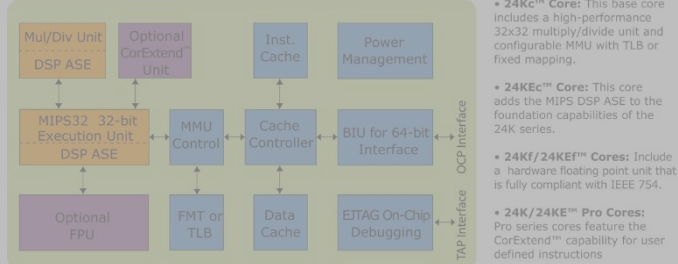 Mul/Div Unit
DSP ASE
Optional
CorExtend™
Unit
Inst.
Cache
Power
Management
MIPS32 32-bit
Execution Unit
DSP ASE
MMU
Control
Cache
Controller
BIU for 64-bit
Interface
OCP Interface
Optional
FPU
FMT or
TLB
Data
Cache
EJTAG On-Chip
Debugging
TAP Interface
• 24Kc™ Core: This base core
includes a high-performance
32x32 multiply/divide unit and
configurable MMU with TLB or
fixed mapping.
• 24KEc™ Core: This core
adds the MIPS DSP ASE to the
foundation capabilities of the
24K series.
• 24Kf/24KEf™ Cores: Include
a hardware floating point unit that
is fully compliant with IEEE 754.
• 24K/24KE™ Pro Cores:
Pro series cores feature the
CorExtend™ capability for user
defined instructions